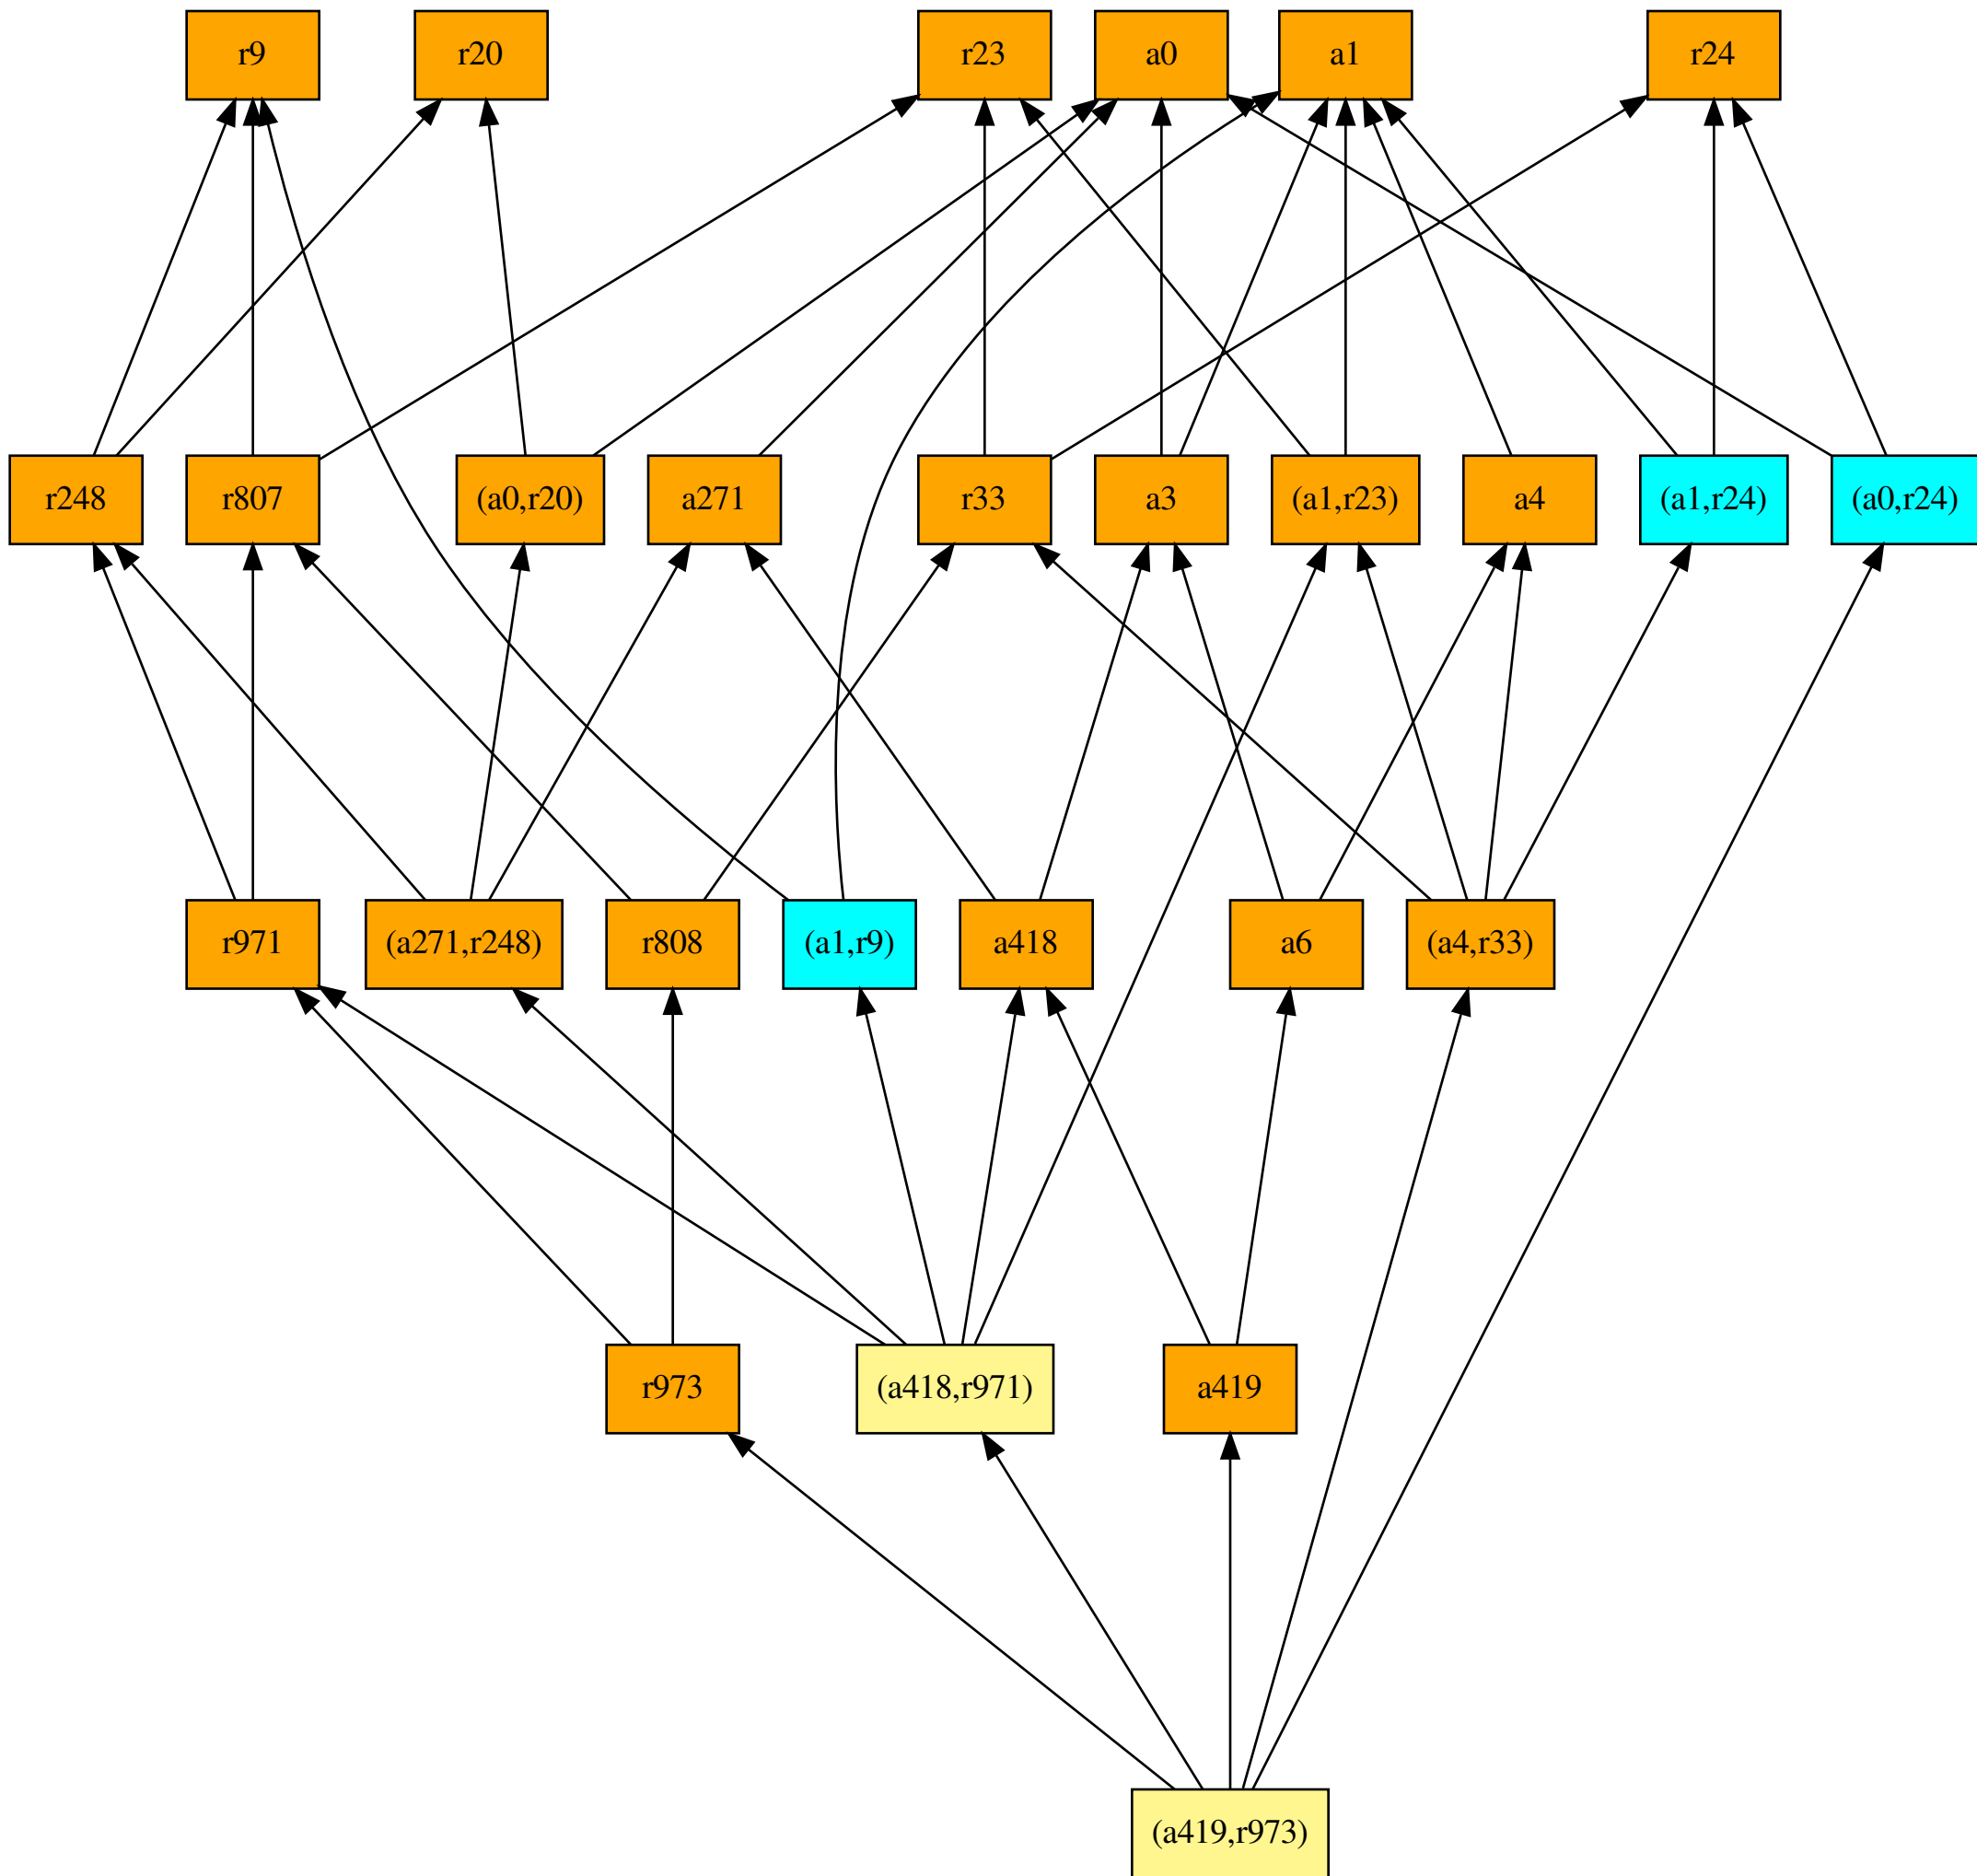 r9
r20
r23
a0
a1
r24
r248
r807
(a0,r20)
a271
r33
a3
(a1,r23)
a4
(a1,r24)
(a0,r24)
r971
(a271,r248)
r808
(a1,r9)
a418
a6
(a4,r33)
r973
(a418,r971)
a419
(a419,r973)